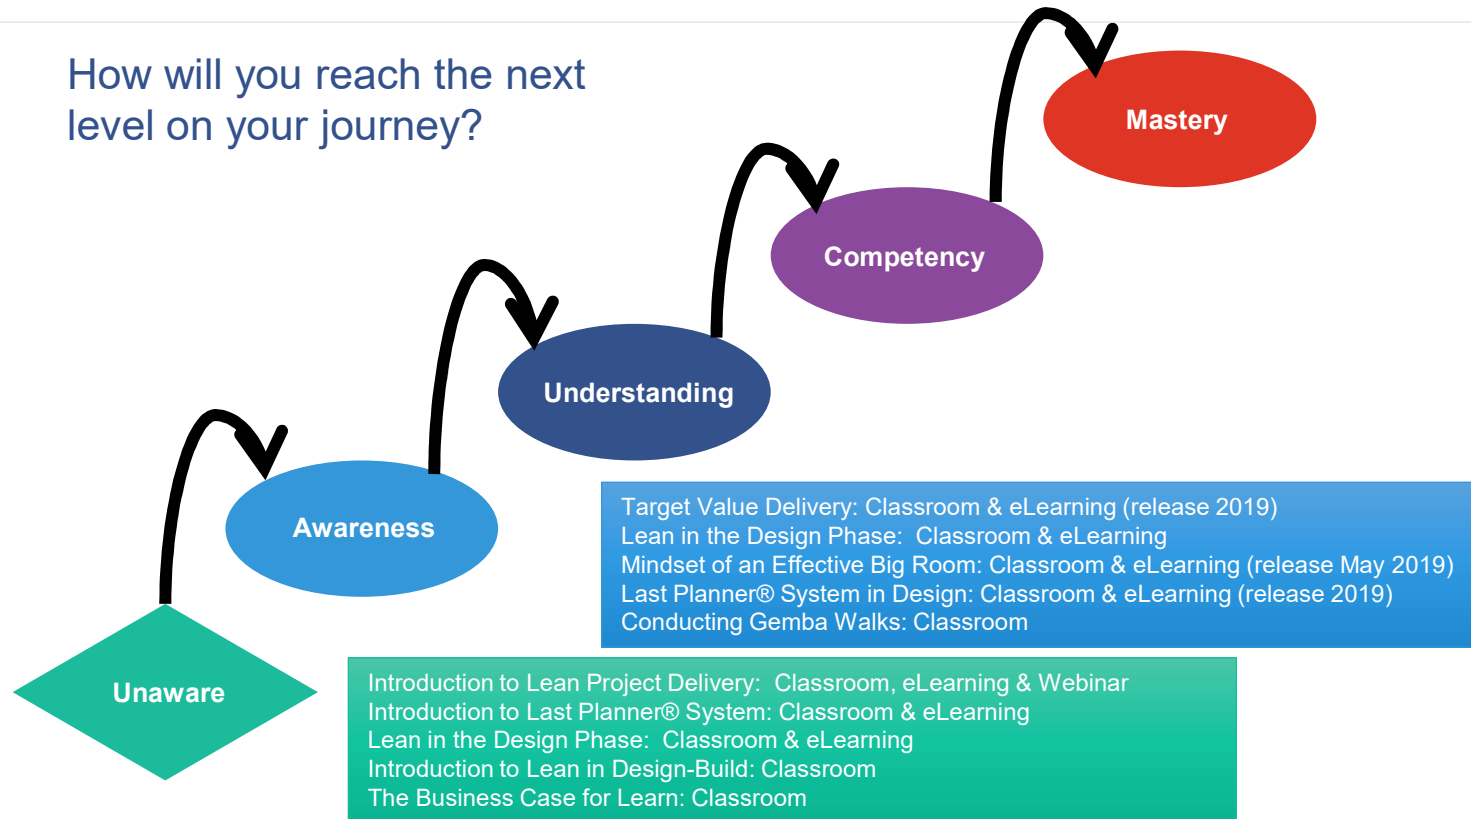 How will you reach the next
level on your journey?
Mastery
Competency
Understanding
Awareness
Unaware
Target Value Delivery: Classroom & eLearning (release 2019)
Lean in the Design Phase:  Classroom & eLearning
Mindset of an Effective Big Room: Classroom & eLearning (release May 2019)
Last Planner® System in Design: Classroom & eLearning (release 2019)
Conducting Gemba Walks: Classroom
Introduction to Lean Project Delivery:  Classroom, eLearning & Webinar
Introduction to Last Planner® System: Classroom & eLearning
Lean in the Design Phase:  Classroom & eLearning
Introduction to Lean in Design-Build: Classroom
The Business Case for Learn: Classroom